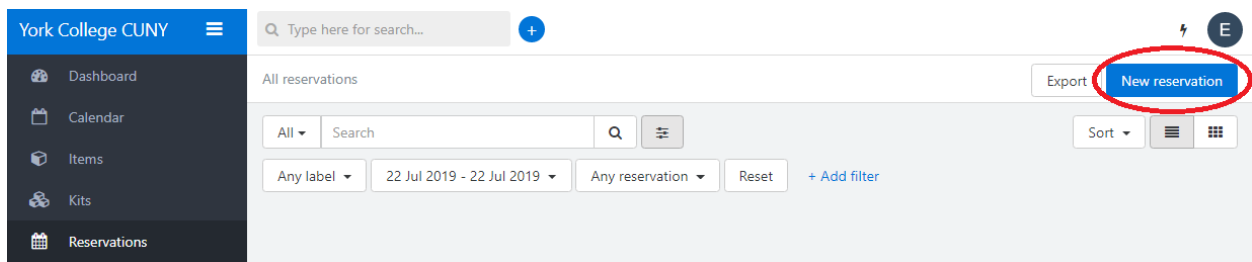 York College CUNY
Type here for search...
E
Dashboard
All reservations
Export
New reservation
Calendar
All
Search
Sort
Items
Any label
22 Jul 2019 - 22 Jul 2019
Any reservation
Reset
+ Add filter
Kits
Reservations